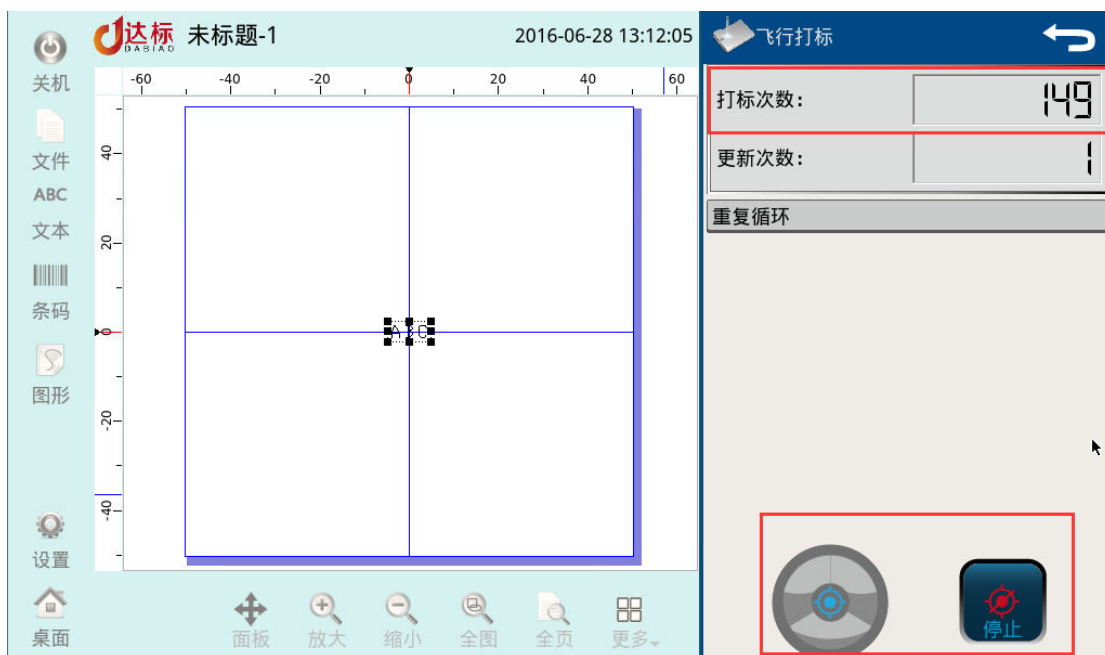 达标
DABIAO
未标题-1
2016-06-28 13:12:05
飞行打标
关机
文件
ABC
文本
条码
图形
设置
桌面
-60 -40 -20 0 20 40 60
40
20
0
-20
-40
ABC
打标次数:
149
更新次数:
1
重复循环
面板
放大
缩小
全图
全页
更多
停止